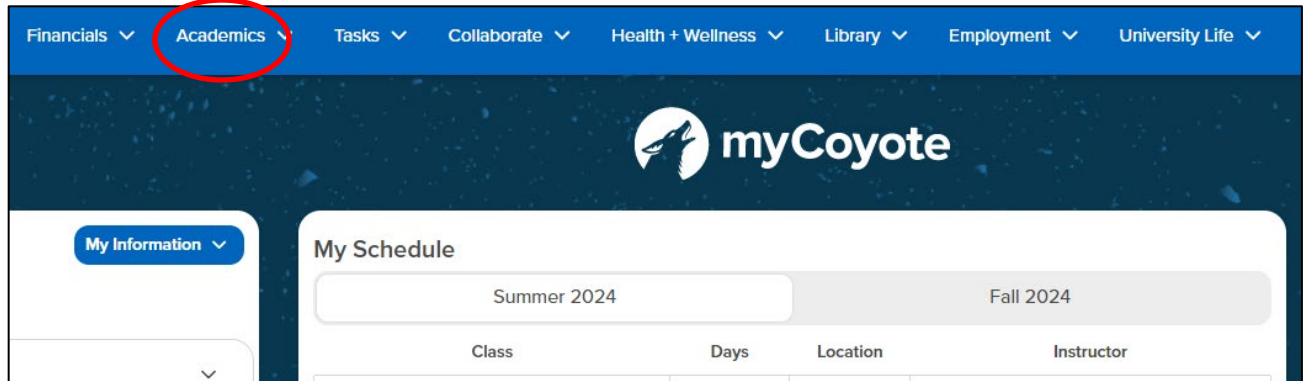 Financials Academics Tasks Collaborate Health + Wellness Library Employment University Life
myCoyote
My Information
My Schedule
Summer 2024 Fall 2024
Class Days Location Instructor